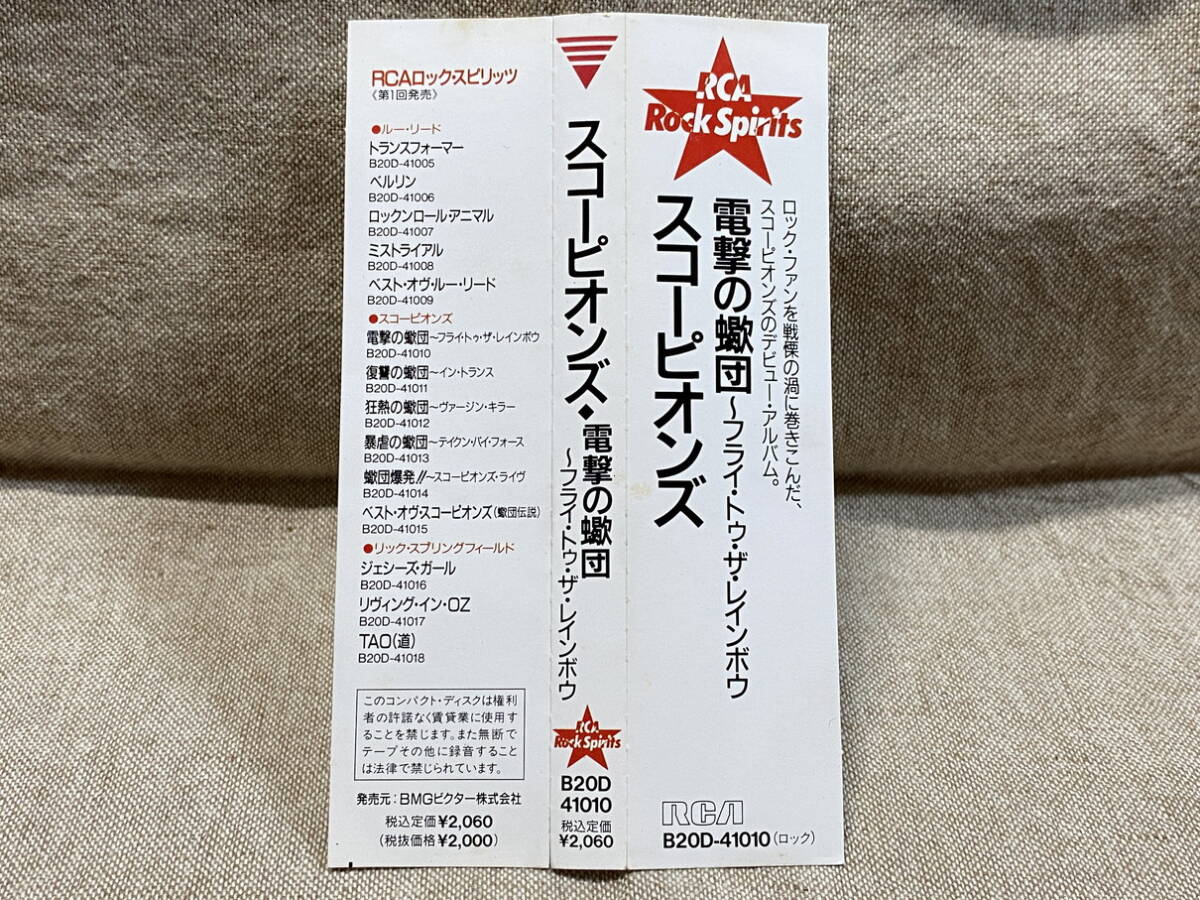 RCAロック・スピリッツ
《第1回発売》
●ルー・リード
トランスフォーマー
B20D-41005
ベルリン
B20D-41006
ロックンロール・アニマル
B20D-41007
ミストライアル
B20D-41008
ベスト・オヴ・ルー・リード
B20D-41009
●スコーピオンズ
電撃の蠍団〜フライ・トゥ・ザ・レインボウ
B20D-41010
復讐の蠍団〜イン・トランス
B20D-41011
狂熱の蠍団〜ヴァージン・キラー
B20D-41012
暴虐の蠍団〜テイクン・バイ・フォース
B20D-41013
蠍団爆発!!〜スコーピオンズ・ライヴ
B20D-41014
ベスト・オヴ・スコーピオンズ(蠍団伝説)
B20D-41015
●リック・スプリングフィールド
ジェシーズ・ガール
B20D-41016
リヴィング・イン・OZ
B20D-41017
TAO(道)
B20D-41018
このコンパクト・ディスクは権利
者の許諾なく賃貸業に使用す
ることを禁じます。また無断で
テープその他に録音すること
は法律で禁じられています。
発売元:BMGビクター株式会社
税込定価¥2,060
(税抜価格¥2,000)
スコーピオンズ◆電撃の蠍団
〜フライ・トゥ・ザ・レインボウ
RCA
Rock Spirits
B20D
41010
税込定価
¥2,060
RCA
Rock Spirits
ロック・ファンを戦慄の渦に巻きこんだ、
スコーピオンズのデビュー・アルバム。
電撃の蠍団〜フライ・トゥ・ザ・レインボウ
スコーピオンズ
RCA
B20D-41010(ロック)